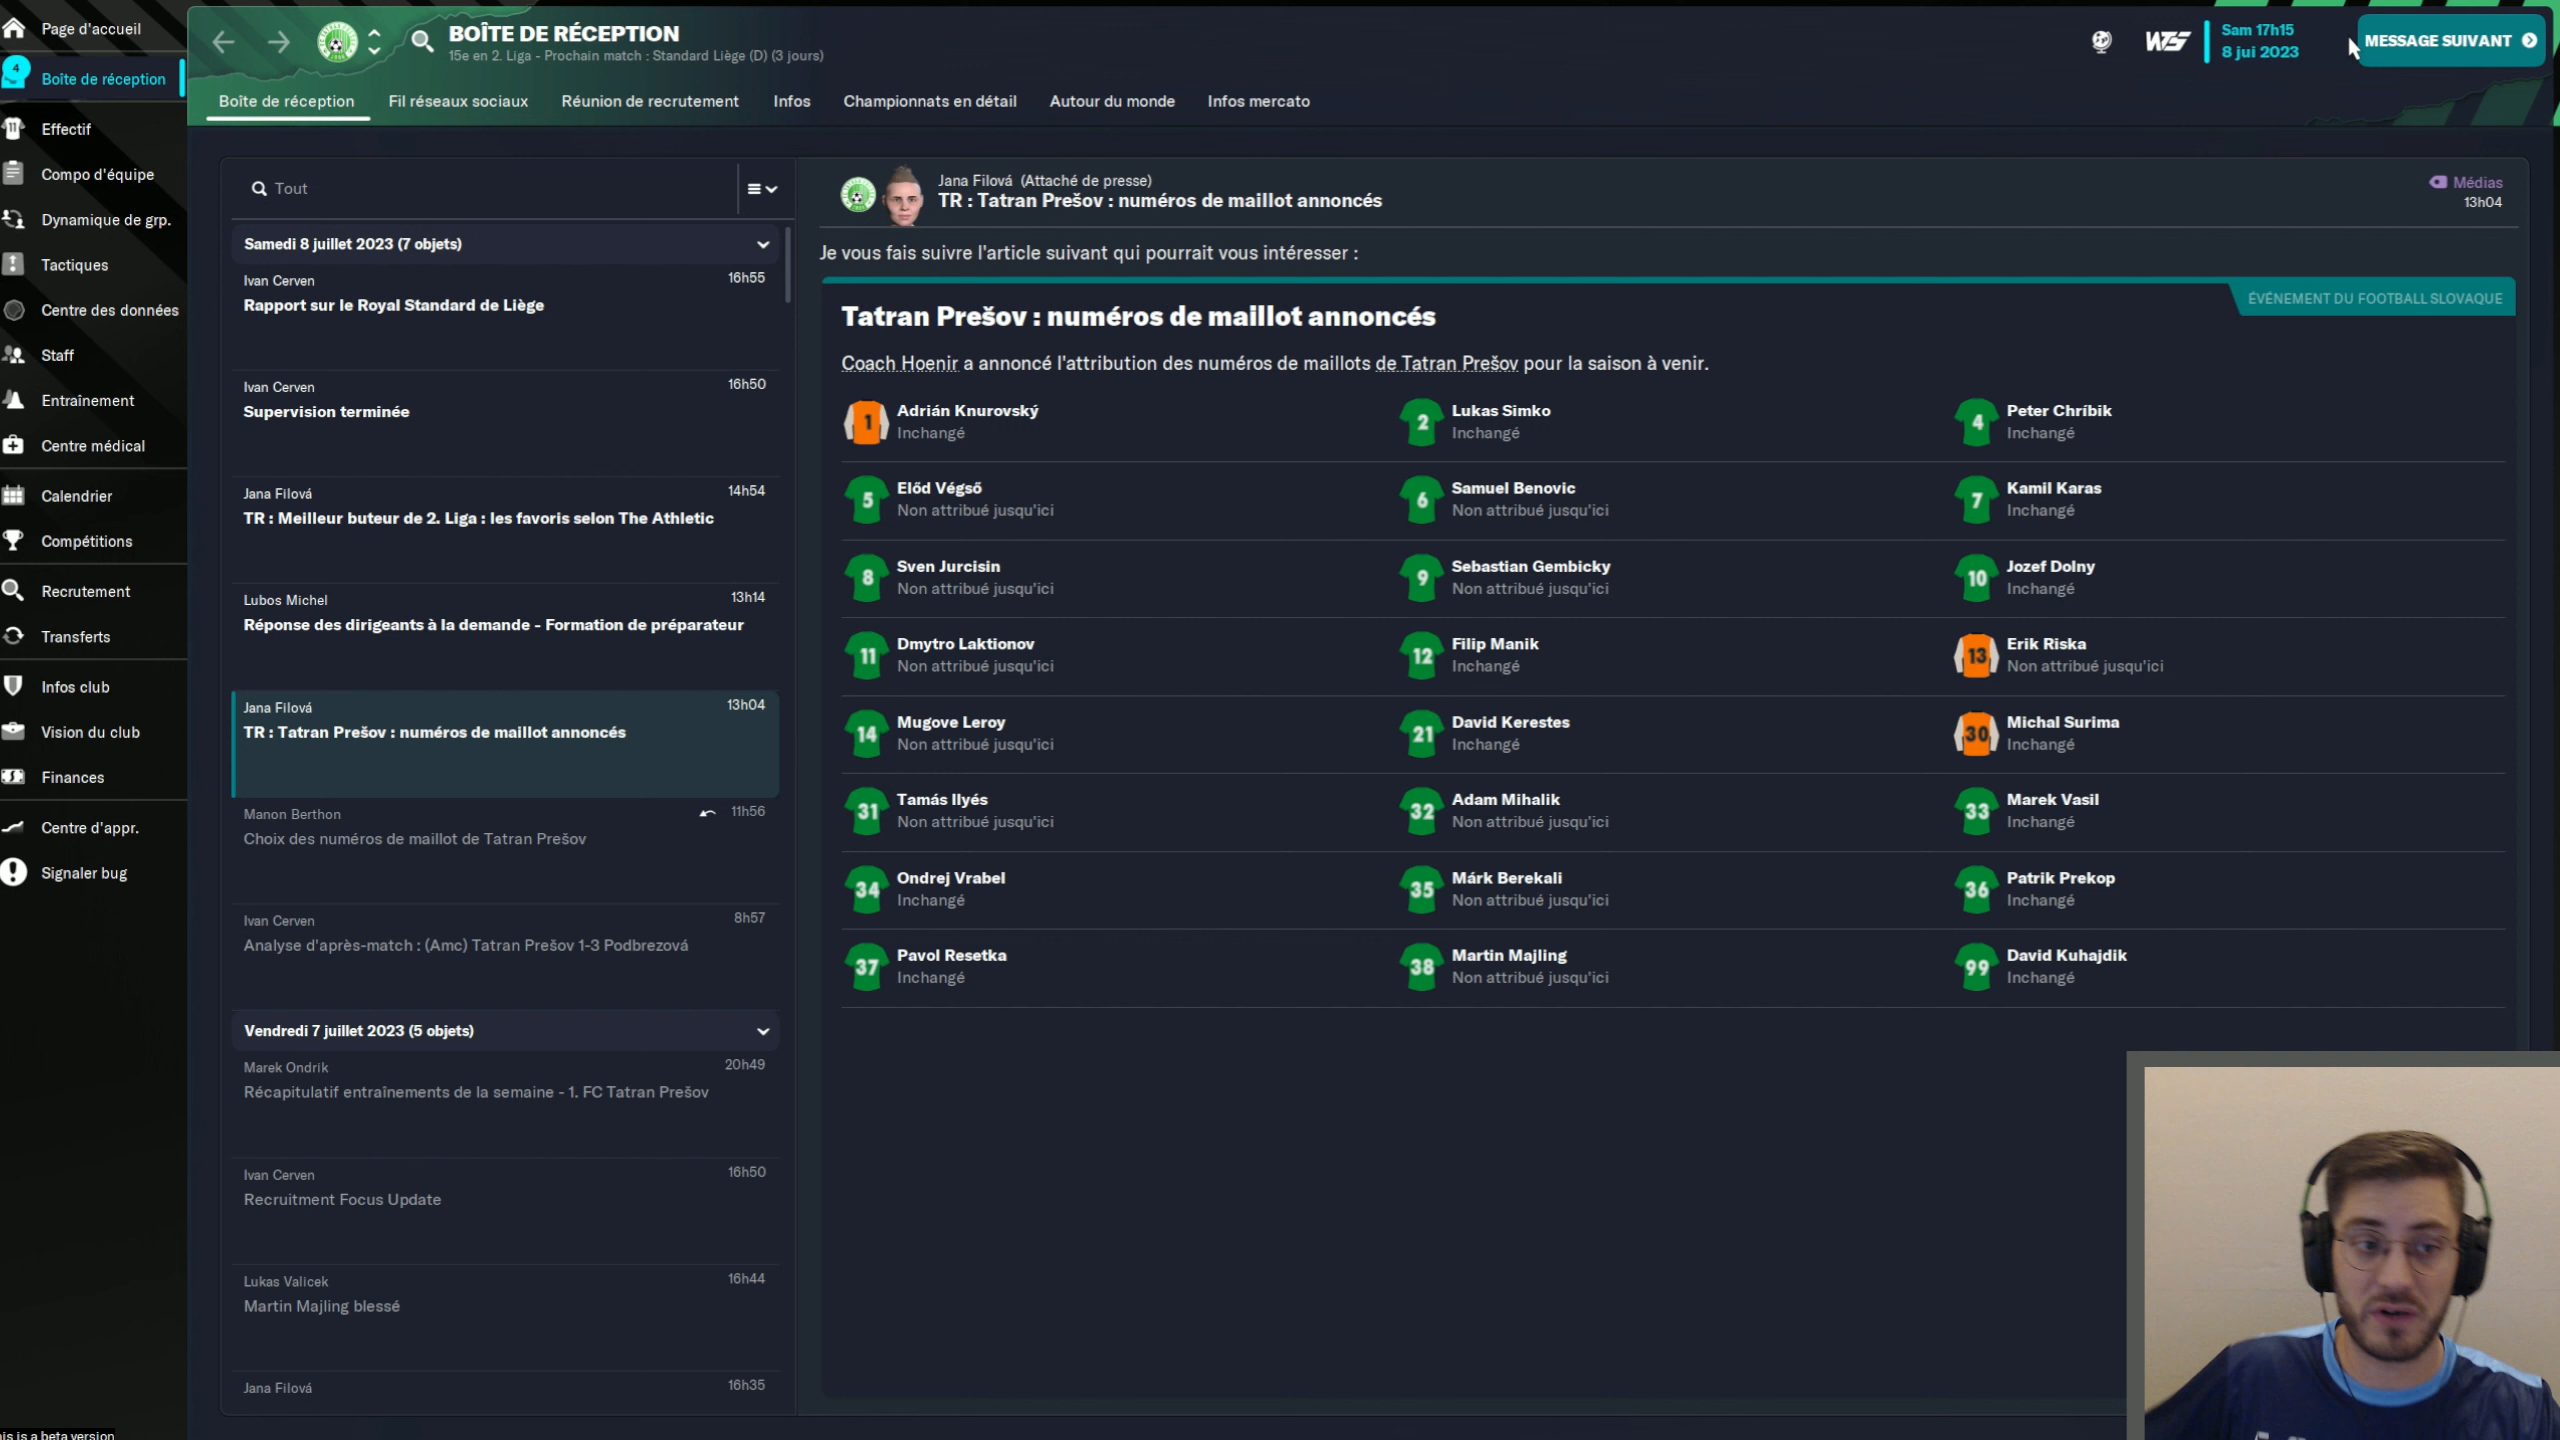 Page d'accueil
4
Boîte de réception
11
Effectif
Compo d'équipe
Dynamique de grp.
Tactiques
Centre des données
Staff
Entraînement
Centre médical
Calendrier
Compétitions
Recrutement
Transferts
Infos club
Vision du club
Finances
Centre d'appr.
Signaler bug
is is a beta version
BOÎTE DE RÉCEPTION
15e en 2. Liga - Prochain match : Standard Liège (D) (3 jours)
Sam 17h15
8 jui 2023
MESSAGE SUIVANT
Boîte de réception
Fil réseaux sociaux
Réunion de recrutement
Infos
Championnats en détail
Autour du monde
Infos mercato
Tout
Samedi 8 juillet 2023 (7 objets)
Ivan Cerven 16h55
Rapport sur le Royal Standard de Liège
Ivan Cerven 16h50
Supervision terminée
Jana Filová 14h54
TR : Meilleur buteur de 2. Liga : les favoris selon The Athletic
Lubos Michel 13h14
Réponse des dirigeants à la demande - Formation de préparateur
Jana Filová 13h04
TR : Tatran Prešov : numéros de maillot annoncés
Manon Berthon 11h56
Choix des numéros de maillot de Tatran Prešov
Ivan Cerven 8h57
Analyse d'après-match : (Amc) Tatran Prešov 1-3 Podbrezová
Vendredi 7 juillet 2023 (5 objets)
Marek Ondrík 20h49
Récapitulatif entraînements de la semaine - 1. FC Tatran Prešov
Ivan Cerven 16h50
Recruitment Focus Update
Lukas Valicek 16h44
Martin Majling blessé
Jana Filová 16h35
Jana Filová (Attaché de presse)
TR : Tatran Prešov : numéros de maillot annoncés
Médias
13h04
Je vous fais suivre l'article suivant qui pourrait vous intéresser :
ÉVÉNEMENT DU FOOTBALL SLOVAQUE
Tatran Prešov : numéros de maillot annoncés
Coach Hoenir a annoncé l'attribution des numéros de maillots de Tatran Prešov pour la saison à venir.
1 Adrián Knurovský
Inchangé
2 Lukas Simko
Inchangé
4 Peter Chríbik
Inchangé
5 Előd Végső
Non attribué jusqu'ici
6 Samuel Benovic
Non attribué jusqu'ici
7 Kamil Karas
Inchangé
8 Sven Jurcisin
Non attribué jusqu'ici
9 Sebastian Gembicky
Non attribué jusqu'ici
10 Jozef Dolny
Inchangé
11 Dmytro Laktionov
Non attribué jusqu'ici
12 Filip Manik
Inchangé
13 Erik Riska
Non attribué jusqu'ici
14 Mugove Leroy
Non attribué jusqu'ici
21 David Kerestes
Inchangé
30 Michal Surima
Inchangé
31 Tamás Ilyés
Non attribué jusqu'ici
32 Adam Mihalik
Non attribué jusqu'ici
33 Marek Vasil
Inchangé
34 Ondrej Vrabel
Inchangé
35 Márk Berekali
Non attribué jusqu'ici
36 Patrik Prekop
Inchangé
37 Pavol Resetka
Inchangé
38 Martin Majling
Non attribué jusqu'ici
99 David Kuhajdik
Inchangé